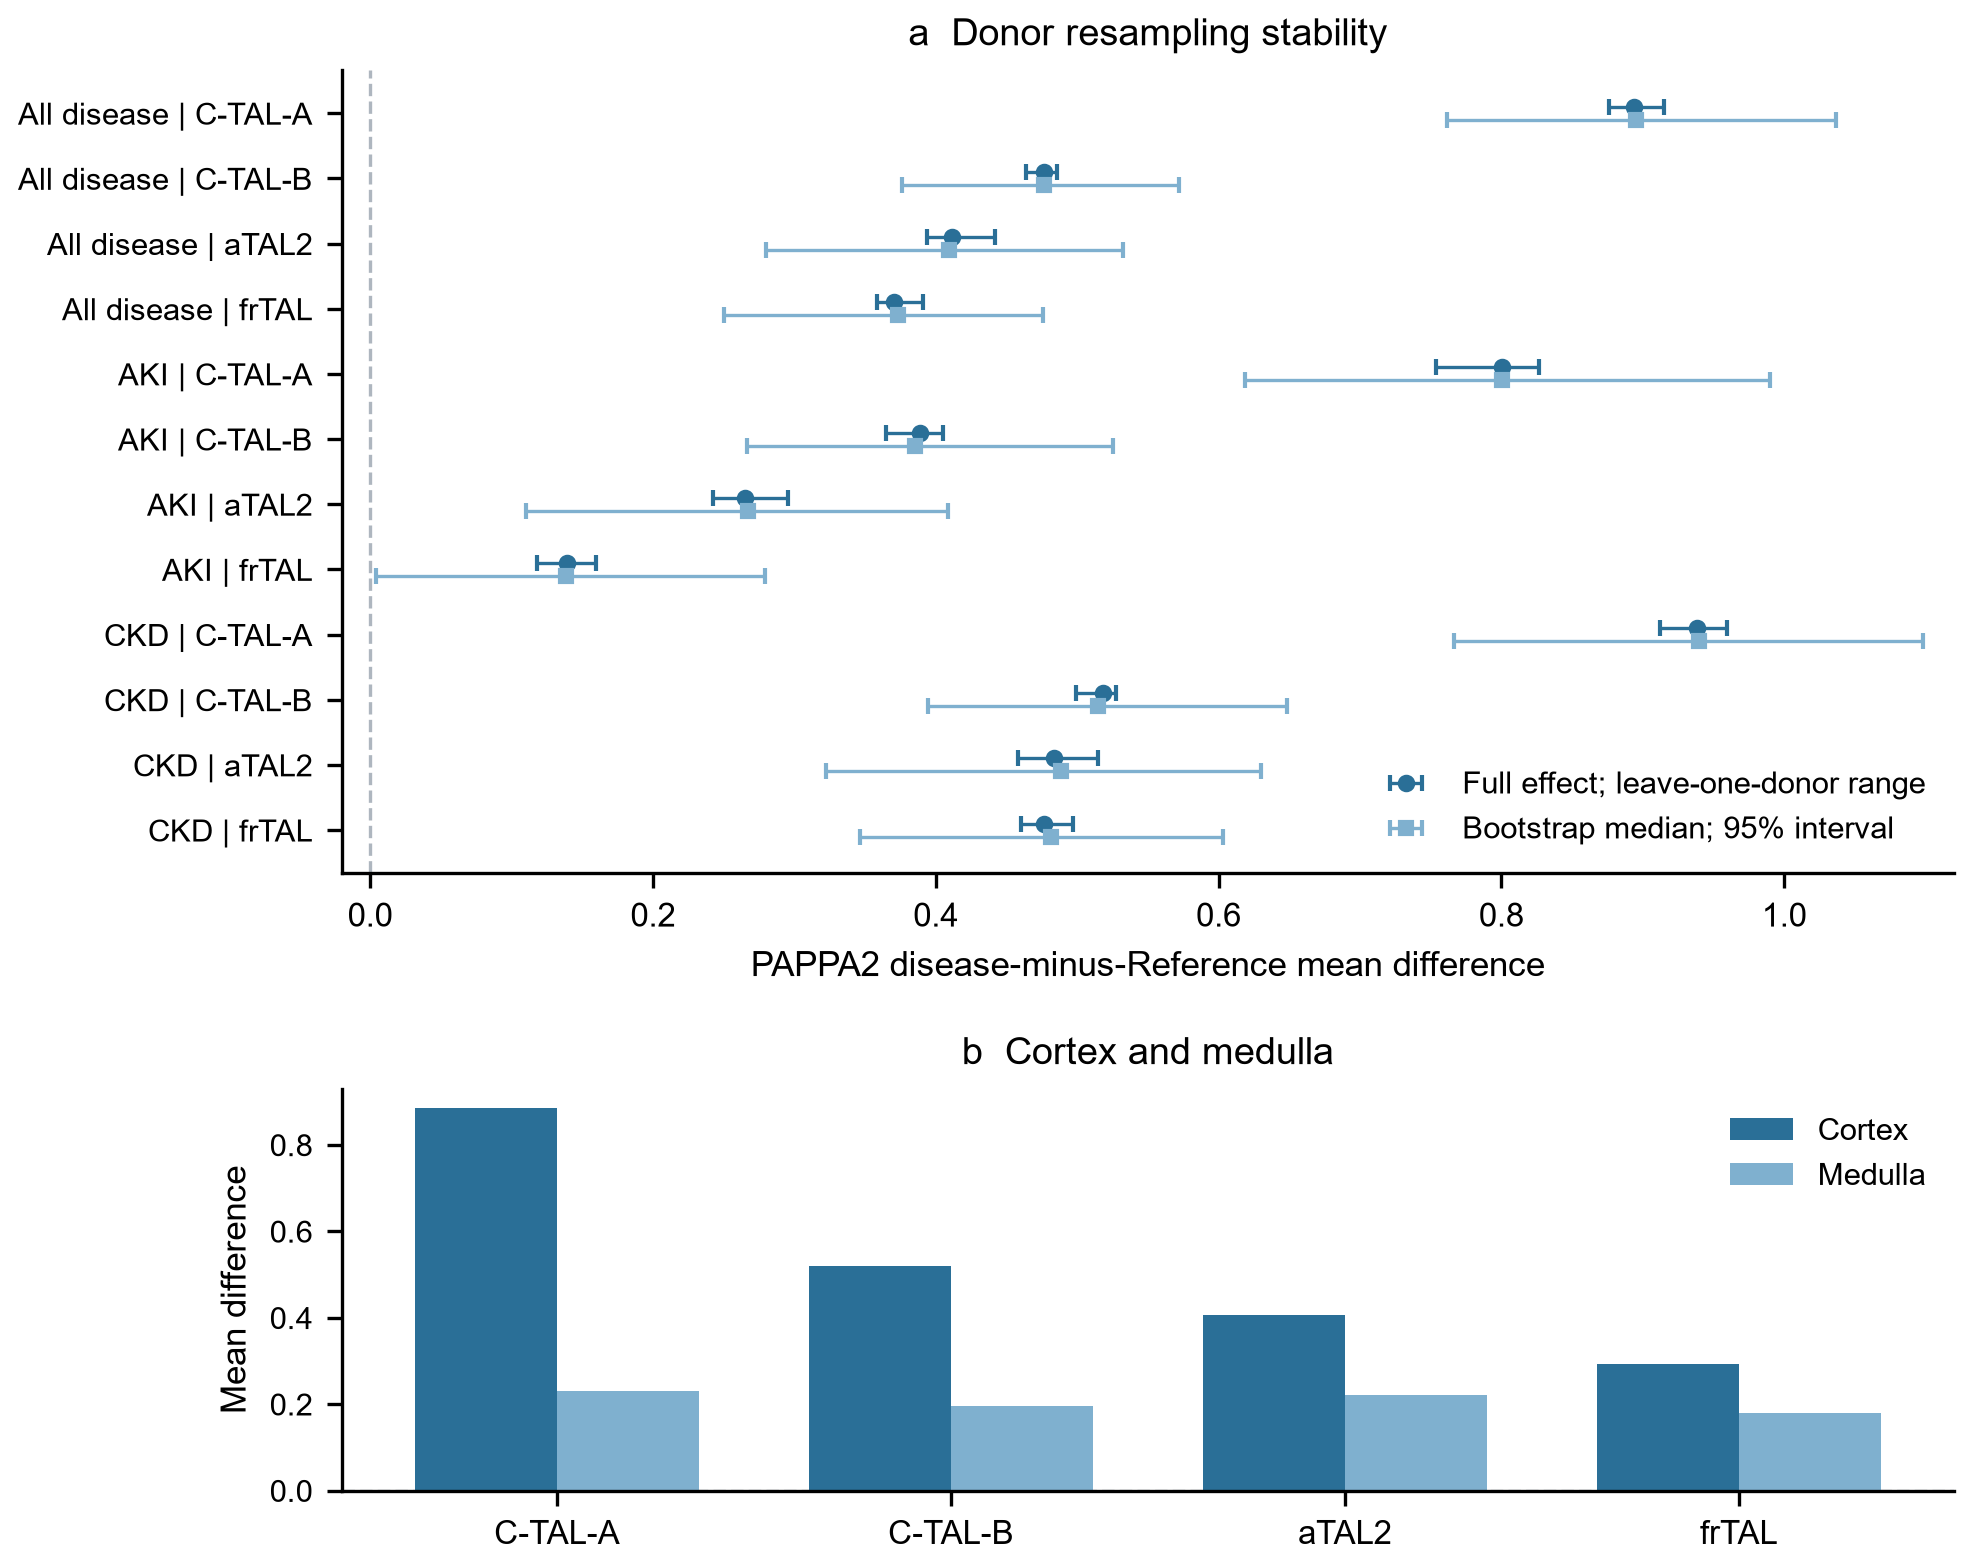 a  Donor resampling stability
All disease | C-TAL-A
All disease | C-TAL-B
All disease | aTAL2
All disease | frTAL
AKI | C-TAL-A
AKI | C-TAL-B
AKI | aTAL2
AKI | frTAL
CKD | C-TAL-A
CKD | C-TAL-B
CKD | aTAL2
CKD | frTAL
Full effect; leave-one-donor range
Bootstrap median; 95% interval
0.0 0.2 0.4 0.6 0.8 1.0
PAPPA2 disease-minus-Reference mean difference
b  Cortex and medulla
Mean difference
0.8
0.6
0.4
0.2
0.0
Cortex
Medulla
C-TAL-A C-TAL-B aTAL2 frTAL